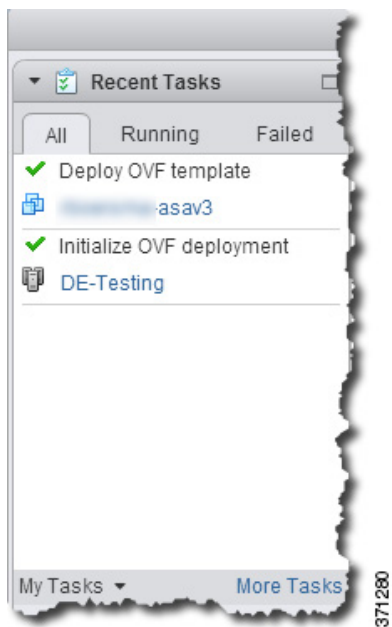 Recent Tasks
All Running Failed
Deploy OVF template
-asav3
Initialize OVF deployment
DE-Testing
My Tasks More Tasks
371280